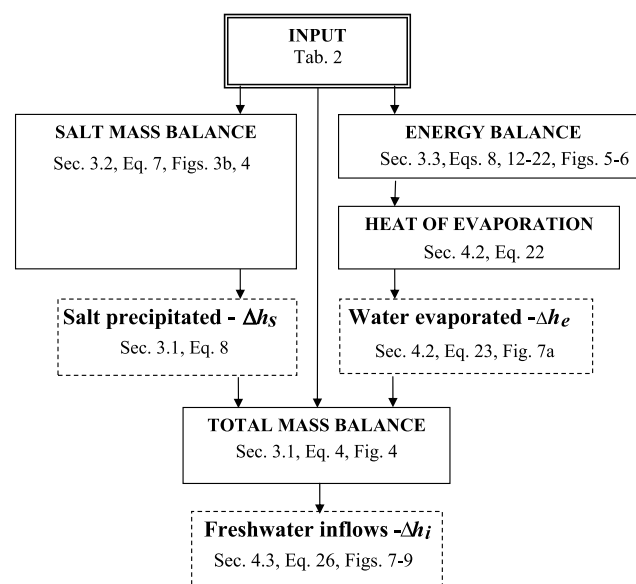 INPUT
Tab. 2
SALT MASS BALANCE
Sec. 3.2, Eq. 7, Figs. 3b, 4
ENERGY BALANCE
Sec. 3.3, Eqs. 8, 12-22, Figs. 5-6
HEAT OF EVAPORATION
Sec. 4.2, Eq. 22
Salt precipitated - Δhs
Sec. 3.1, Eq. 8
Water evaporated -Δhe
Sec. 4.2, Eq. 23, Fig. 7a
TOTAL MASS BALANCE
Sec. 3.1, Eq. 4, Fig. 4
Freshwater inflows -Δhi
Sec. 4.3, Eq. 26, Figs. 7-9